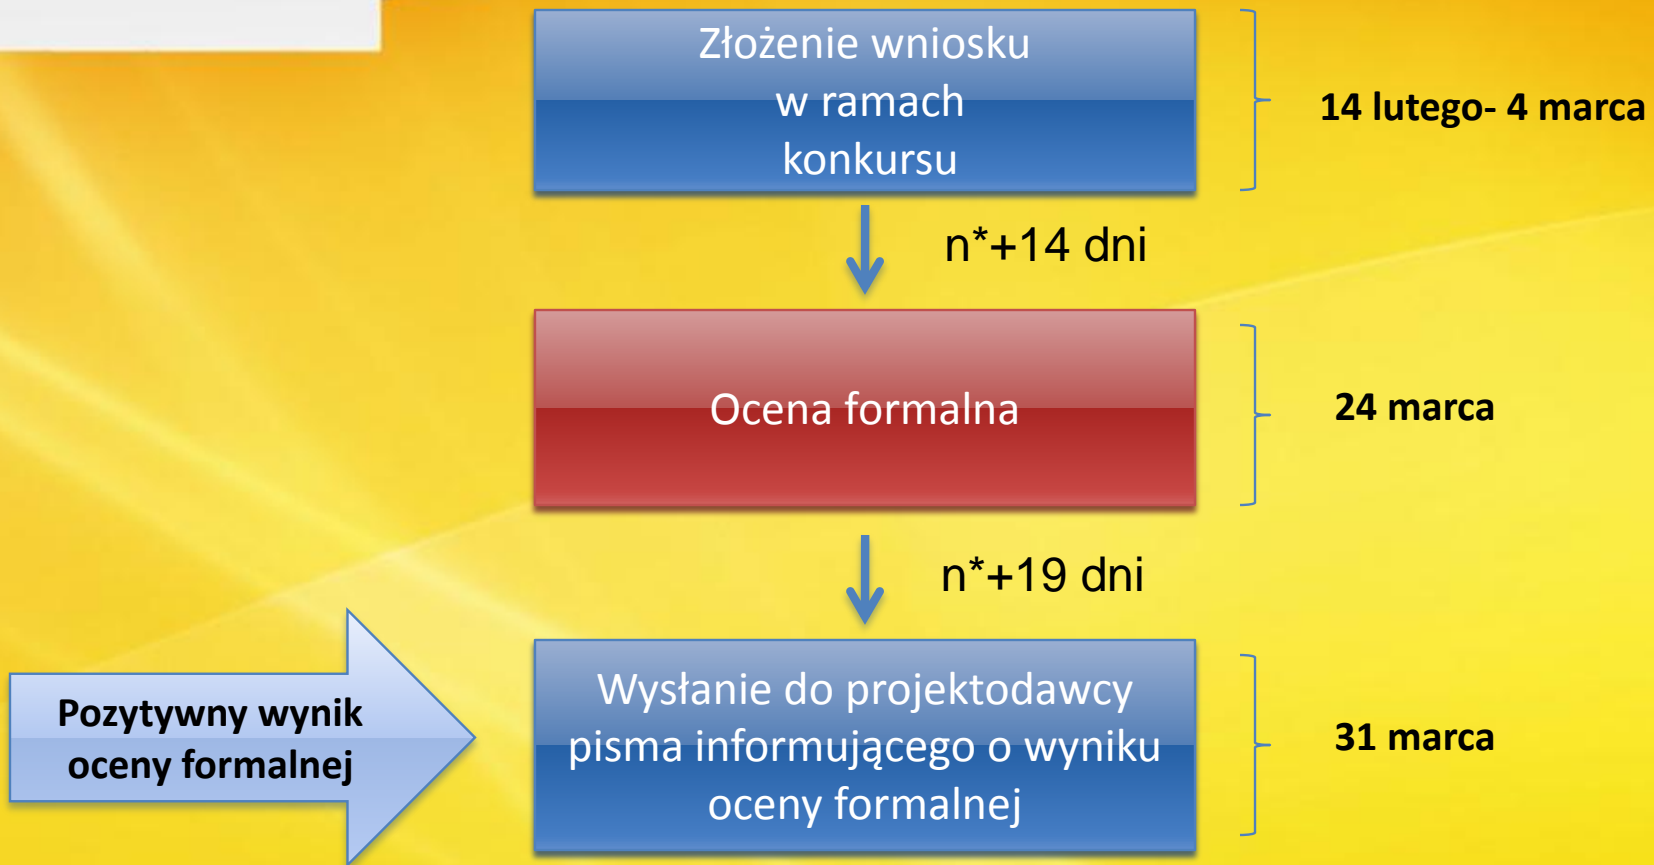 Złożenie wniosku
w ramach
konkursu
14 lutego- 4 marca
n*+14 dni
Ocena formalna
24 marca
n*+19 dni
Pozytywny wynik
oceny formalnej
Wysłanie do projektodawcy
pisma informującego o wyniku
oceny formalnej
31 marca